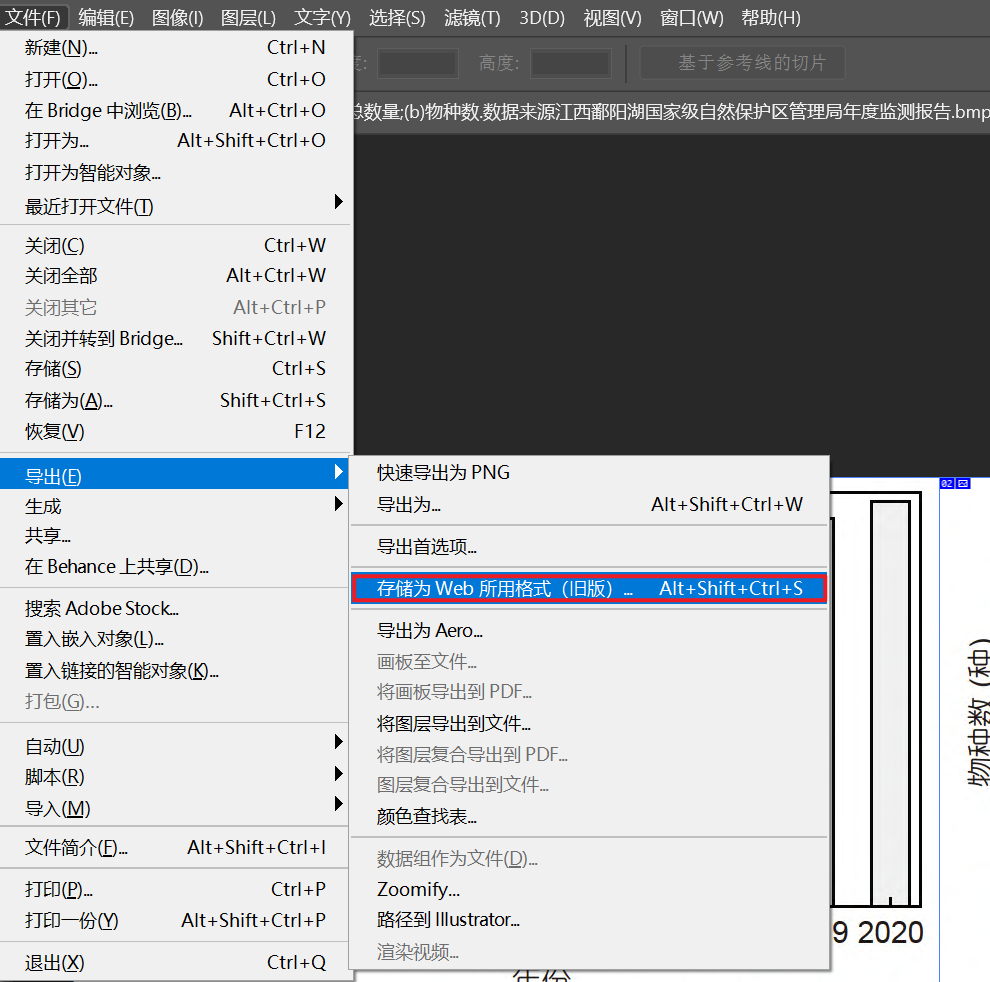 文件(F) 编辑(E) 图像(I) 图层(L) 文字(Y) 选择(S) 滤镜(T) 3D(D) 视图(V) 窗口(W) 帮助(H)
度: 高度: 基于参考线的切片
总数量;(b)物种数.数据来源江西鄱阳湖国家级自然保护区管理局年度监测报告.bmp
新建(N)... Ctrl+N
打开(O)... Ctrl+O
在 Bridge 中浏览(B)... Alt+Ctrl+O
打开为... Alt+Shift+Ctrl+O
打开为智能对象...
最近打开文件(T)
关闭(C) Ctrl+W
关闭全部 Alt+Ctrl+W
关闭其它 Alt+Ctrl+P
关闭并转到 Bridge... Shift+Ctrl+W
存储(S) Ctrl+S
存储为(A)... Shift+Ctrl+S
恢复(V) F12
导出(E)
生成
共享...
在 Behance 上共享(D)...
搜索 Adobe Stock...
置入嵌入对象(L)...
置入链接的智能对象(K)...
打包(G)...
自动(U)
脚本(R)
导入(M)
文件简介(F)... Alt+Shift+Ctrl+I
打印(P)... Ctrl+P
打印一份(Y) Alt+Shift+Ctrl+P
退出(X) Ctrl+Q
快速导出为 PNG
导出为... Alt+Shift+Ctrl+W
导出首选项...
存储为 Web 所用格式（旧版）... Alt+Shift+Ctrl+S
导出为 Aero...
画板至文件...
将画板导出到 PDF...
将图层导出到文件...
将图层复合导出到 PDF...
图层复合导出到文件...
颜色查找表...
数据组作为文件(D)...
Zoomify...
路径到 Illustrator...
渲染视频...
02
9 2020
年份
物种数 (种)